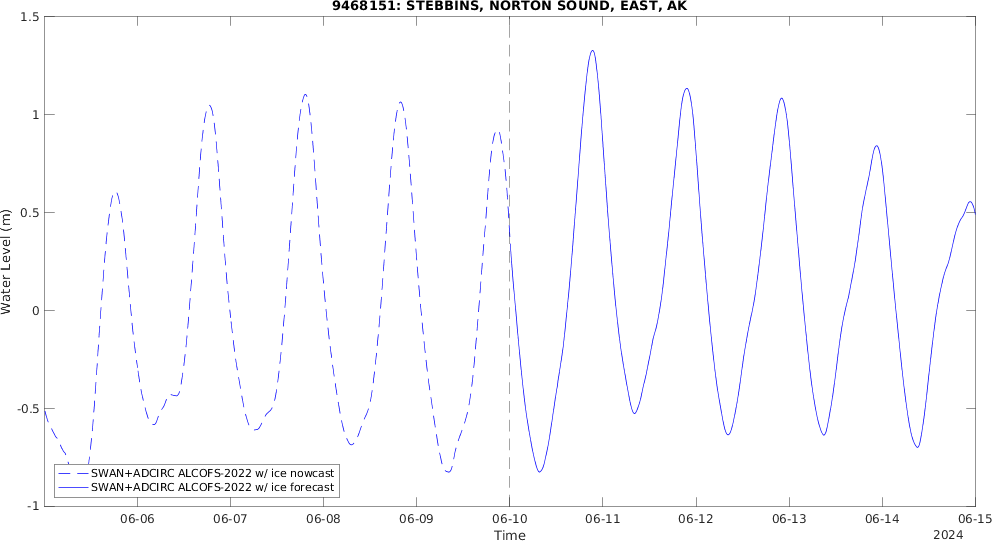 9468151: STEBBINS, NORTON SOUND, EAST, AK
1.5
1
0.5
0
-0.5
-1
Water Level (m)
SWAN+ADCIRC ALCOFS-2022 w/ ice nowcast
SWAN+ADCIRC ALCOFS-2022 w/ ice forecast
06-06 06-07 06-08 06-09 06-10 06-11 06-12 06-13 06-14 06-15
Time
2024